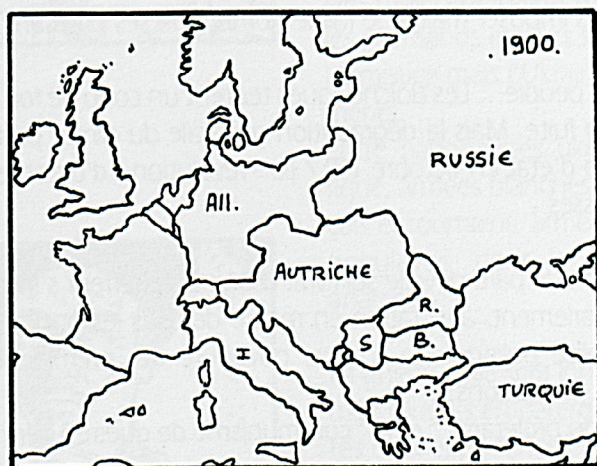 .1900.
RUSSIE
All.
AUTRICHE
R.
S
B.
I
TURQUIE